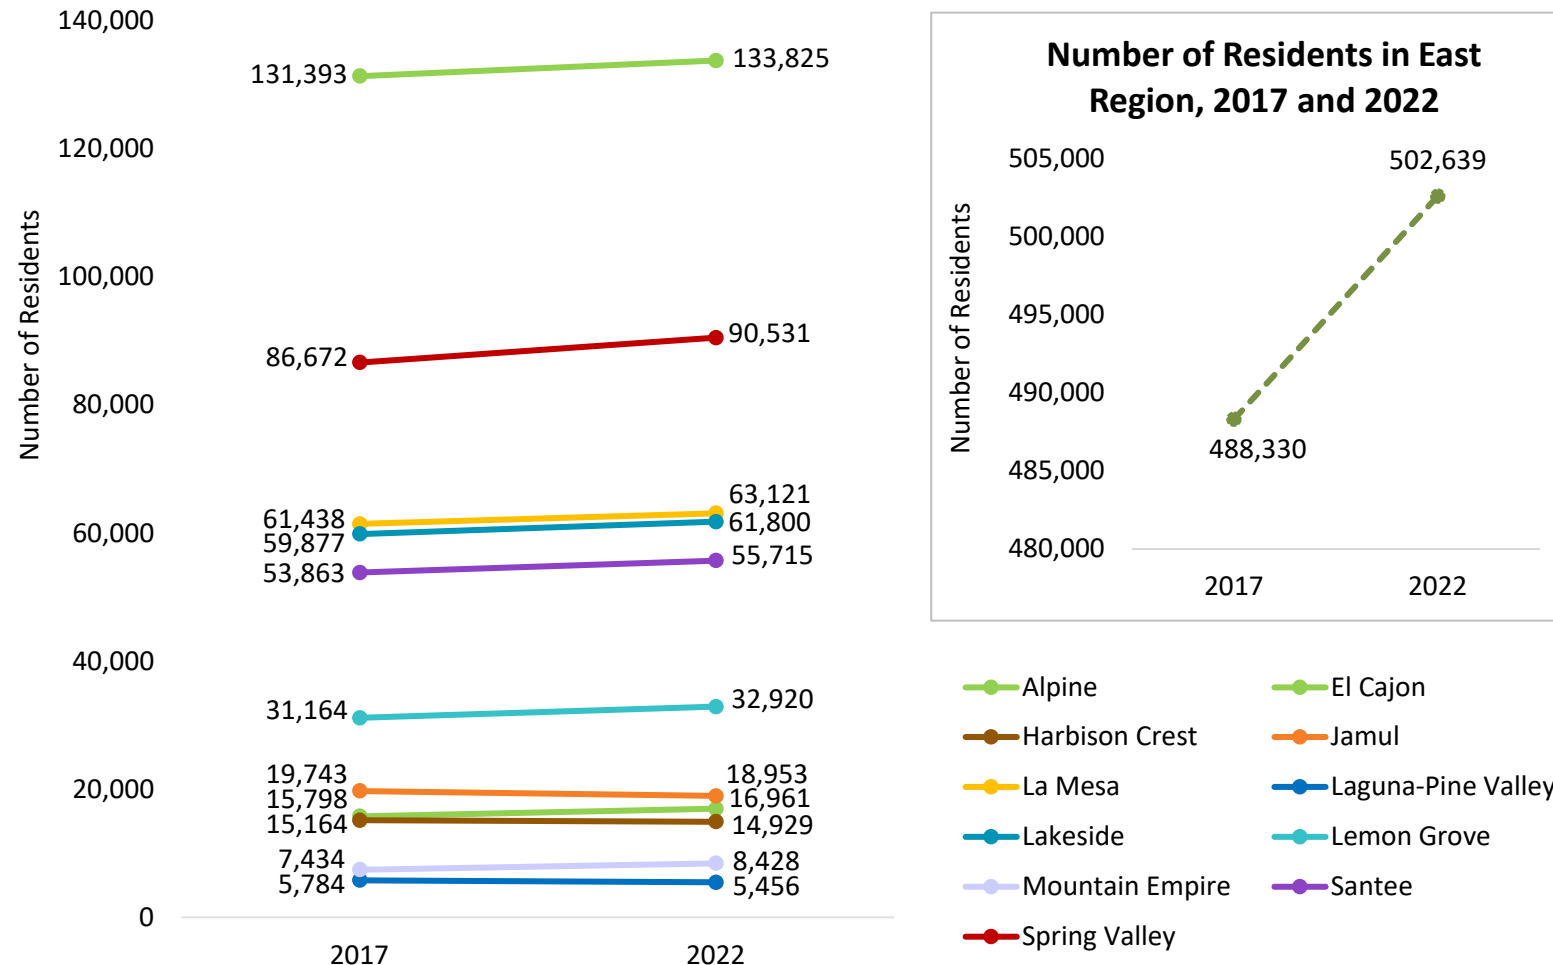 140,000
120,000
100,000
80,000
60,000
40,000
20,000
0
Number of Residents
131,393
133,825
86,672
90,531
61,438
63,121
59,877
61,800
53,863
55,715
31,164
32,920
19,743
18,953
15,798
16,961
15,164
14,929
7,434
8,428
5,784
5,456
2017
2022
Number of Residents in East
Region, 2017 and 2022
505,000
500,000
495,000
490,000
485,000
480,000
Number of Residents
502,639
488,330
2017
2022
Alpine
El Cajon
Harbison Crest
Jamul
La Mesa
Laguna-Pine Valley
Lakeside
Lemon Grove
Mountain Empire
Santee
Spring Valley